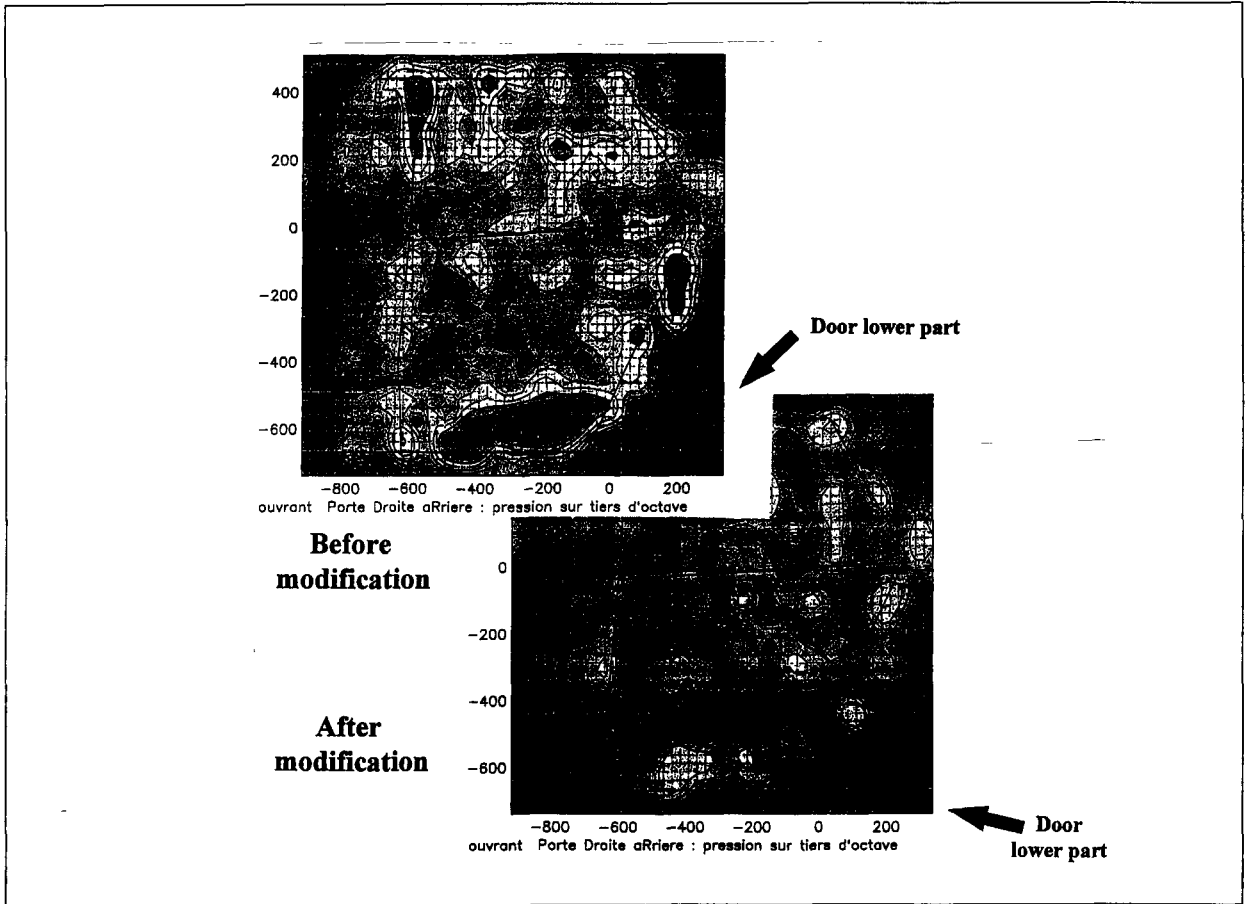 400
200
0
-200
-400
-600
-800 -600 -400 -200 0 200
ouvrant Porte Droite aRriere : pression sur tiers d'octave
Door lower part
Before
modification
0
-200
-400
-600
-800 -600 -400 -200 0 200
ouvrant Porte Droite aRriere : pression sur tiers d'octave
After
modification
Door
lower part